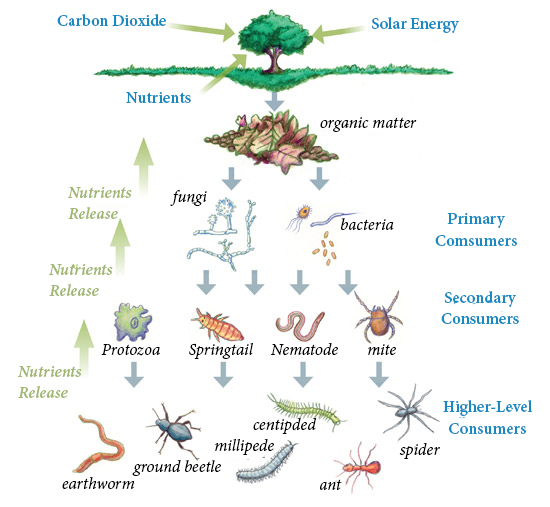 Carbon Dioxide
Solar Energy
Nutrients
organic matter
Nutrients
Release
fungi
bacteria
Primary
Comsumers
Nutrients
Release
Secondary
Consumers
Protozoa
Springtail
Nematode
mite
Nutrients
Release
Higher-Level
Consumers
centipded
millipede
spider
ground beetle
earthworm
ant